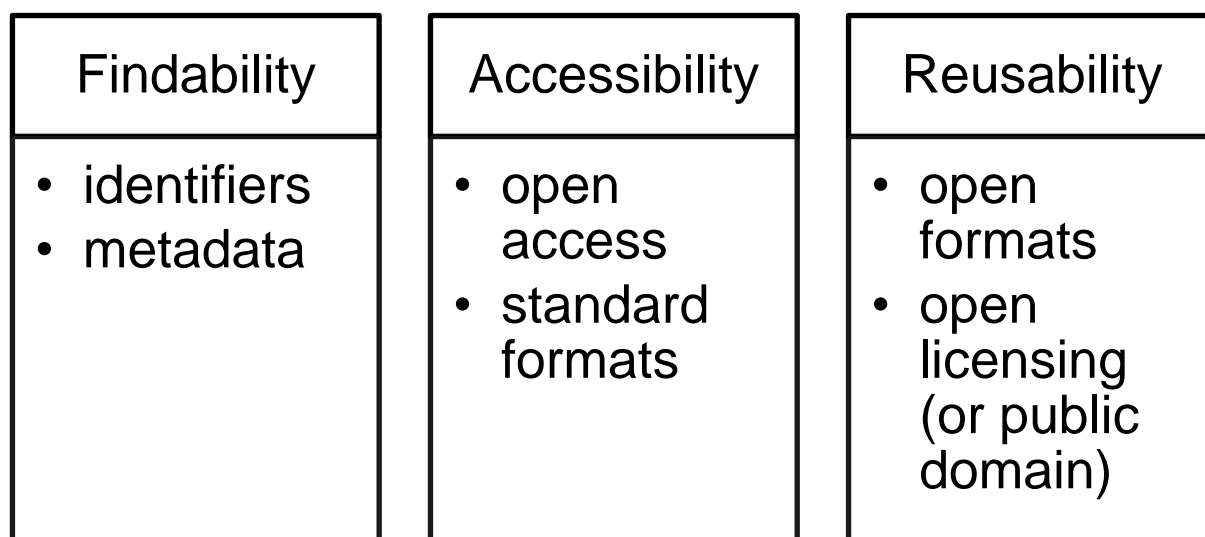 Findability
• identifiers
• metadata
Accessibility
• open
access
• standard
formats
Reusability
• open
formats
• open
licensing
(or public
domain)